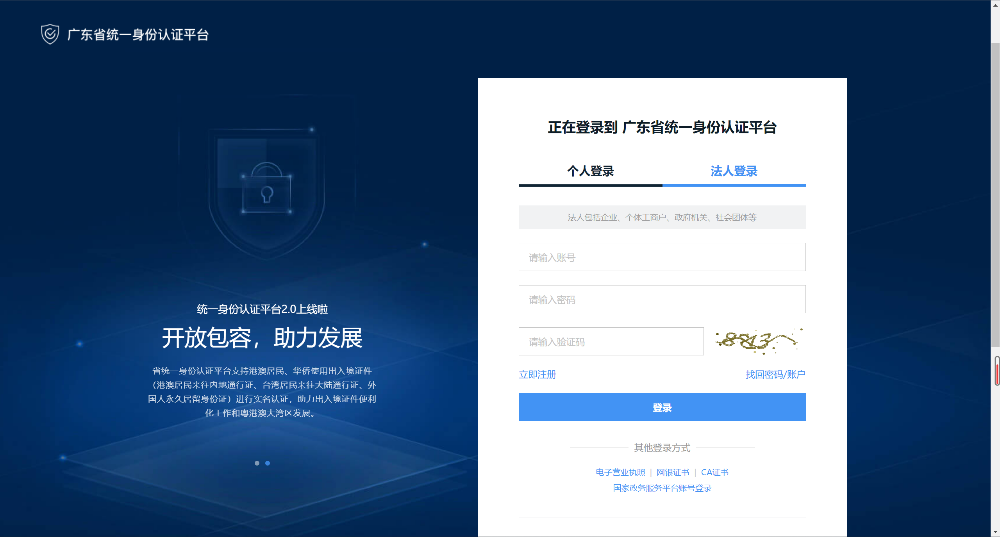 广东省统一身份认证平台
统一身份认证平台2.0上线啦
开放包容，助力发展
省统一身份认证平台支持港澳居民、华侨使用出入境证件
（港澳居民来往内地通行证、台湾居民来往大陆通行证、外
国人永久居留身份证）进行实名认证，助力出入境证件便利
化工作和粤港澳大湾区发展。
正在登录到 广东省统一身份认证平台
个人登录 法人登录
法人包括企业、个体工商户、政府机关、社会团体等
请输入账号
请输入密码
请输入验证码
立即注册 找回密码/账户
登录
其他登录方式
电子营业执照 | 网银证书 | CA证书
国家政务服务平台账号登录